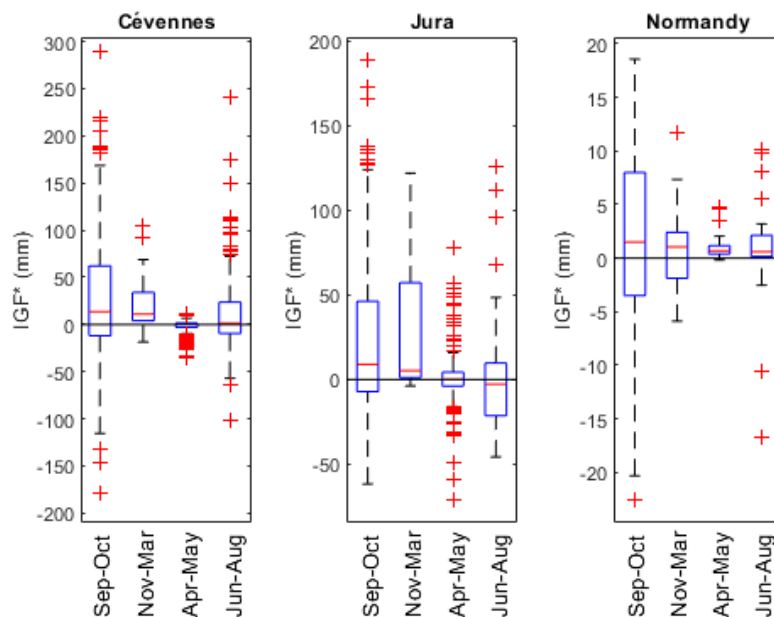 Cévennes
IGF* (mm)
300
250
200
150
100
50
0
-50
-100
-150
-200
Sep-Oct
Nov-Mar
Apr-May
Jun-Aug
Jura
IGF* (mm)
200
150
100
50
0
-50
Sep-Oct
Nov-Mar
Apr-May
Jun-Aug
Normandy
IGF* (mm)
20
15
10
5
0
-5
-10
-15
-20
Sep-Oct
Nov-Mar
Apr-May
Jun-Aug